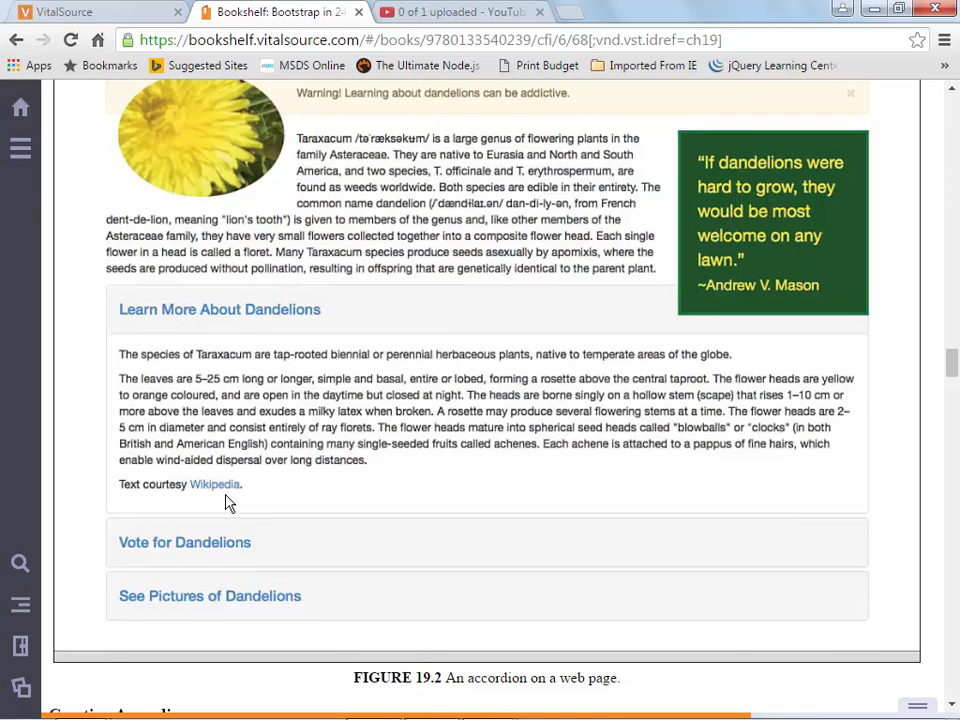 VitalSource
Bookshelf: Bootstrap in 24
0 of 1 uploaded - YouTub
https://bookshelf.vitalsource.com/#/books/9780133540239/cfi/6/68[;vnd.vst.idref=ch19]
Apps Bookmarks Suggested Sites MSDS Online The Ultimate Node.js Print Budget Imported From IE jQuery Learning Cente »
Warning! Learning about dandelions can be addictive. ×
Taraxacum /təˈræksəkʉm/ is a large genus of flowering plants in the
family Asteraceae. They are native to Eurasia and North and South
America, and two species, T. officinale and T. erythrospermum, are
found as weeds worldwide. Both species are edible in their entirety. The
common name dandelion (/ˈdændɨlaɪ.ən/ dan-di-ly-ən, from French
dent-de-lion, meaning "lion's tooth") is given to members of the genus and, like other members of the
Asteraceae family, they have very small flowers collected together into a composite flower head. Each single
flower in a head is called a floret. Many Taraxacum species produce seeds asexually by apomixis, where the
seeds are produced without pollination, resulting in offspring that are genetically identical to the parent plant.
“If dandelions were
hard to grow, they
would be most
welcome on any
lawn.”
~Andrew V. Mason
Learn More About Dandelions
The species of Taraxacum are tap-rooted biennial or perennial herbaceous plants, native to temperate areas of the globe.
The leaves are 5–25 cm long or longer, simple and basal, entire or lobed, forming a rosette above the central taproot. The flower heads are yellow
to orange coloured, and are open in the daytime but closed at night. The heads are borne singly on a hollow stem (scape) that rises 1–10 cm or
more above the leaves and exudes a milky latex when broken. A rosette may produce several flowering stems at a time. The flower heads are 2–
5 cm in diameter and consist entirely of ray florets. The flower heads mature into spherical seed heads called "blowballs" or "clocks" (in both
British and American English) containing many single-seeded fruits called achenes. Each achene is attached to a pappus of fine hairs, which
enable wind-aided dispersal over long distances.
Text courtesy Wikipedia.
Vote for Dandelions
See Pictures of Dandelions
FIGURE 19.2 An accordion on a web page.